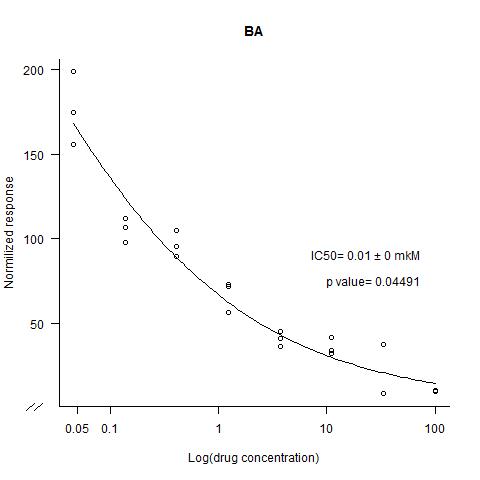 BA
200
150
100
50
Normilized response
IC50= 0.01 ± 0 mkM
p value= 0.04491
0.05 0.1 1 10 100
Log(drug concentration)